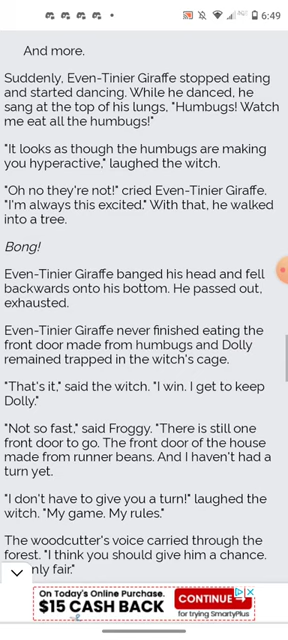 6:49
And more.
Suddenly, Even-Tinier Giraffe stopped eating
and started dancing. While he danced, he
sang at the top of his lungs, "Humbugs! Watch
me eat all the humbugs!"
"It looks as though the humbugs are making
you hyperactive," laughed the witch.
"Oh no they're not!" cried Even-Tinier Giraffe.
"I'm always this excited." With that, he walked
into a tree.
Bong!
Even-Tinier Giraffe banged his head and fell
backwards onto his bottom. He passed out,
exhausted.
Even-Tinier Giraffe never finished eating the
front door made from humbugs and Dolly
remained trapped in the witch's cage.
"That's it," said the witch. "I win. I get to keep
Dolly."
"Not so fast," said Froggy. "There is still one
front door to go. The front door of the house
made from runner beans. And I haven't had a
turn yet.
"I don't have to give you a turn!" laughed the
witch. "My game. My rules."
The woodcutter's voice carried through the
forest. "I think you should give him a chance.
nly fair."
On Today's Online Purchase.
$15 CASH BACK
CONTINUE
for trying SmartyPlus